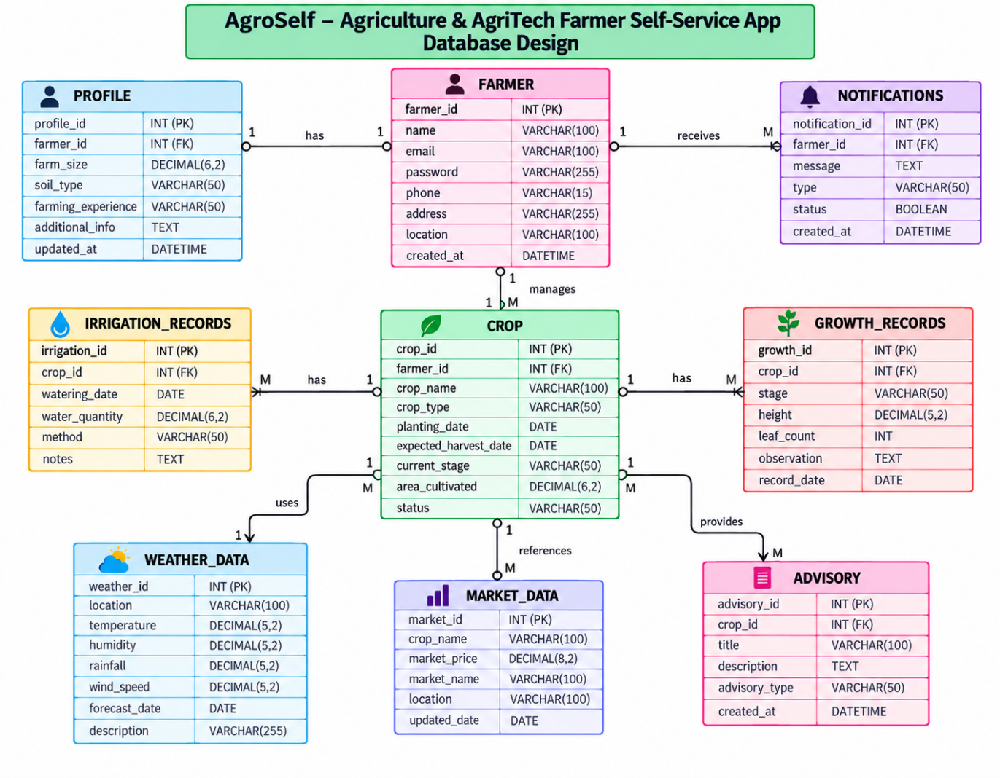 AgroSelf – Agriculture & AgriTech Farmer Self-Service App
Database Design
PROFILE
profile_id INT (PK)
farmer_id INT (FK)
farm_size DECIMAL(6,2)
soil_type VARCHAR(50)
farming_experience VARCHAR(50)
additional_info TEXT
updated_at DATETIME
1 has 1
FARMER
farmer_id INT (PK)
name VARCHAR(100)
email VARCHAR(100)
password VARCHAR(255)
phone VARCHAR(15)
address VARCHAR(255)
location VARCHAR(100)
created_at DATETIME
1 receives M
NOTIFICATIONS
notification_id INT (PK)
farmer_id INT (FK)
message TEXT
type VARCHAR(50)
status BOOLEAN
created_at DATETIME
1
manages
1 M
IRRIGATION_RECORDS
irrigation_id INT (PK)
crop_id INT (FK)
watering_date DATE
water_quantity DECIMAL(6,2)
method VARCHAR(50)
notes TEXT
M has 1
CROP
crop_id INT (PK)
farmer_id INT (FK)
crop_name VARCHAR(100)
crop_type VARCHAR(50)
planting_date DATE
expected_harvest_date DATE
current_stage VARCHAR(50)
area_cultivated DECIMAL(6,2)
status VARCHAR(50)
1 has M
GROWTH_RECORDS
growth_id INT (PK)
crop_id INT (FK)
stage VARCHAR(50)
height DECIMAL(5,2)
leaf_count INT
observation TEXT
record_date DATE
1
M
uses
1
1
references
M
1
M
provides
M
WEATHER_DATA
weather_id INT (PK)
location VARCHAR(100)
temperature DECIMAL(5,2)
humidity DECIMAL(5,2)
rainfall DECIMAL(5,2)
wind_speed DECIMAL(5,2)
forecast_date DATE
description VARCHAR(255)
MARKET_DATA
market_id INT (PK)
crop_name VARCHAR(100)
market_price DECIMAL(8,2)
market_name VARCHAR(100)
location VARCHAR(100)
updated_date DATE
ADVISORY
advisory_id INT (PK)
crop_id INT (FK)
title VARCHAR(100)
description TEXT
advisory_type VARCHAR(50)
created_at DATETIME